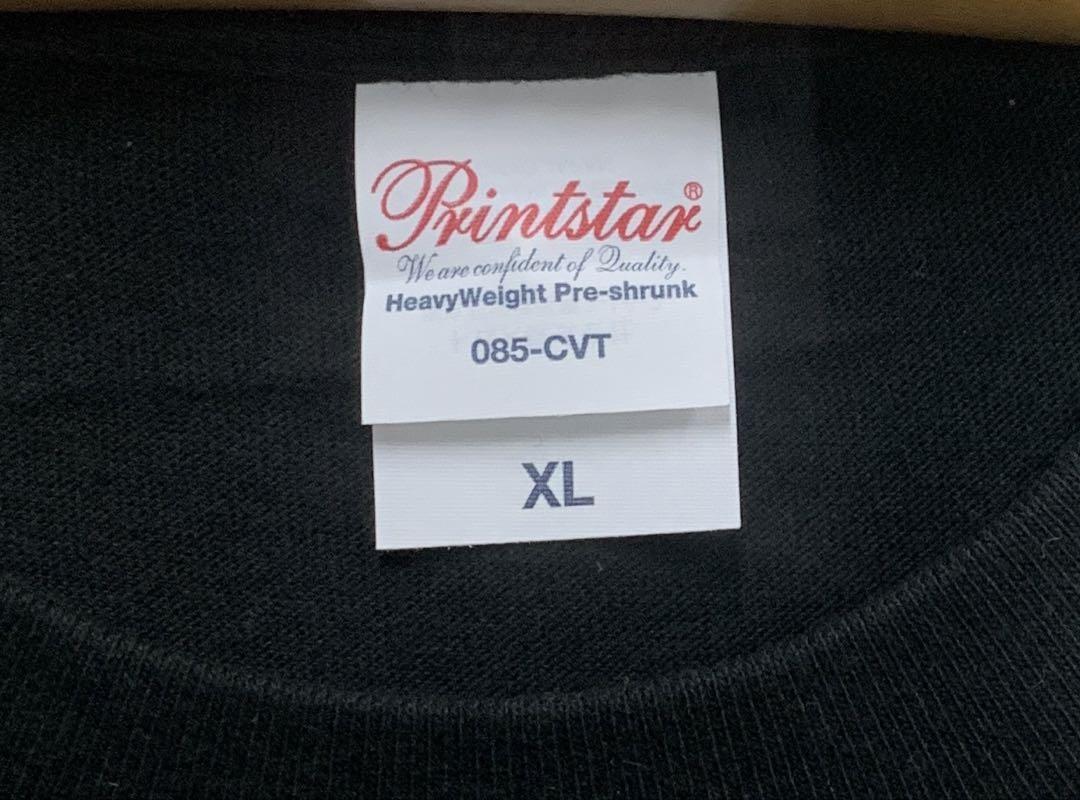 Printstar®
We are confident of Quality.
HeavyWeight Pre-shrunk
085-CVT
XL